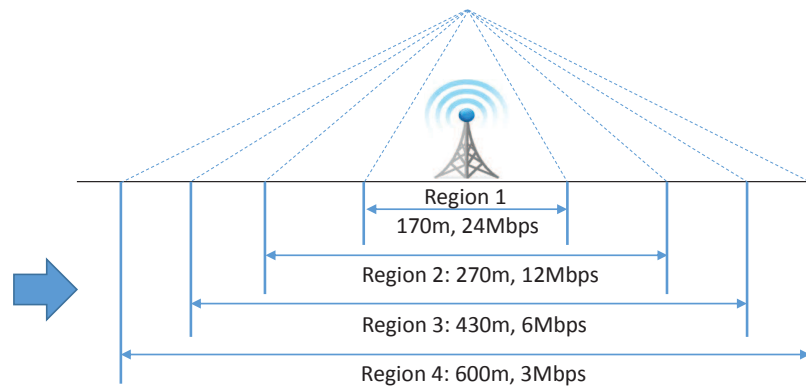 Region 1
170m, 24Mbps
Region 2: 270m, 12Mbps
Region 3: 430m, 6Mbps
Region 4: 600m, 3Mbps